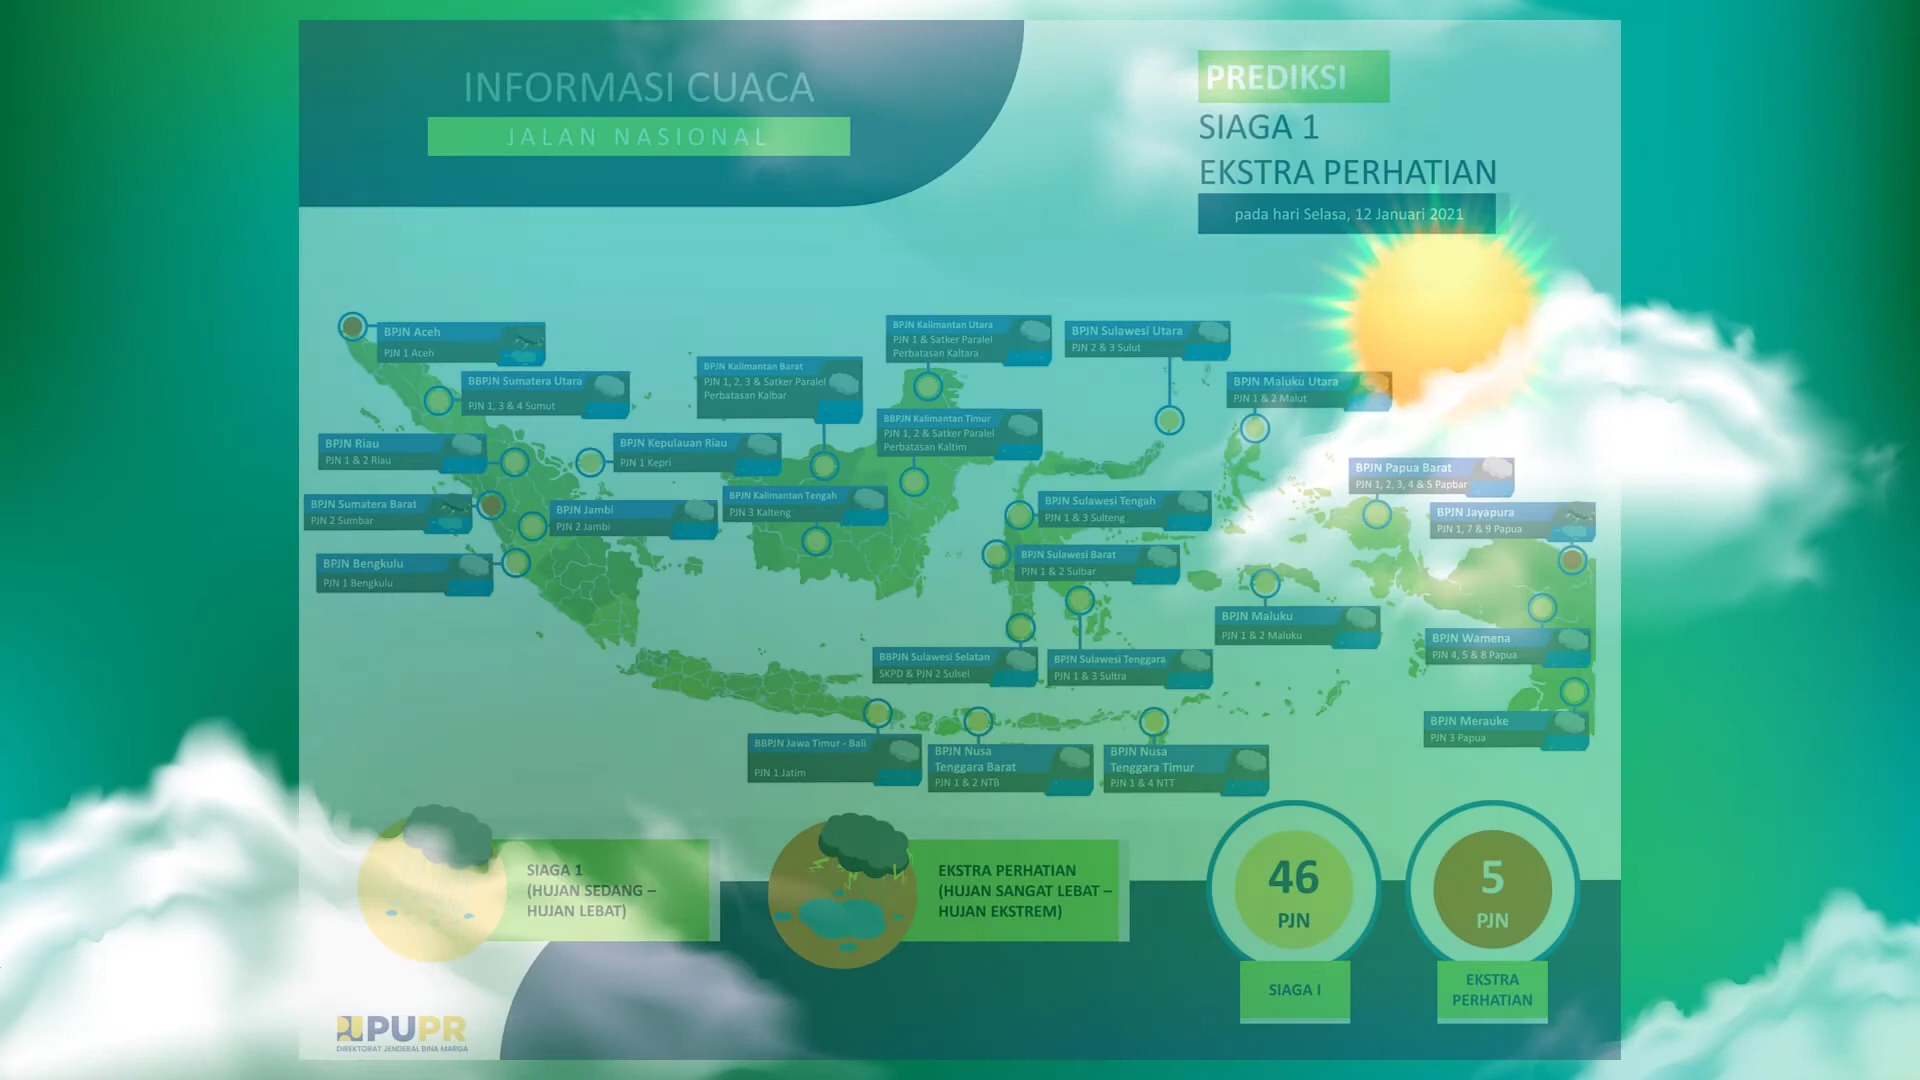 INFORMASI CUACA
JALAN NASIONAL
PREDIKSI
SIAGA 1
EKSTRA PERHATIAN
pada hari Selasa, 12 Januari 2021
BPJN Aceh
PJN 1 Aceh
BBPJN Sumatera Utara
PJN 1, 3 & 4 Sumut
BPJN Riau
PJN 1 & 2 Riau
BPJN Kepulauan Riau
PJN 1 Kepri
BPJN Sumatera Barat
PJN 2 Sumbar
BPJN Jambi
PJN 2 Jambi
BPJN Bengkulu
PJN 1 Bengkulu
BPJN Kalimantan Barat
PJN 1, 2, 3 & Satker Paralel
Perbatasan Kalbar
BPJN Kalimantan Utara
PJN 1 & Satker Paralel
Perbatasan Kaltara
BBPJN Kalimantan Timur
PJN 1, 2 & Satker Paralel
Perbatasan Kaltim
BPJN Kalimantan Tengah
PJN 3 Kalteng
BPJN Sulawesi Utara
PJN 2 & 3 Sulut
BPJN Maluku Utara
PJN 1 & 2 Malut
BPJN Sulawesi Tengah
PJN 1 & 3 Sulteng
BPJN Sulawesi Barat
PJN 1 & 2 Sulbar
BPJN Papua Barat
PJN 1, 2, 3, 4 & 5 Papbar
BPJN Jayapura
PJN 1, 7 & 9 Papua
BPJN Maluku
PJN 1 & 2 Maluku
BPJN Wamena
PJN 4, 5 & 8 Papua
BBPJN Sulawesi Selatan
SKPD & PJN 2 Sulsel
BPJN Sulawesi Tenggara
PJN 1 & 3 Sultra
BPJN Merauke
PJN 3 Papua
BBPJN Jawa Timur - Bali
PJN 1 Jatim
BPJN Nusa
Tenggara Barat
PJN 1 & 2 NTB
BPJN Nusa
Tenggara Timur
PJN 1 & 4 NTT
SIAGA 1
(HUJAN SEDANG –
HUJAN LEBAT)
EKSTRA PERHATIAN
(HUJAN SANGAT LEBAT –
HUJAN EKSTREM)
46
PJN
SIAGA I
5
PJN
EKSTRA
PERHATIAN
PUPR
DIREKTORAT JENDERAL BINA MARGA